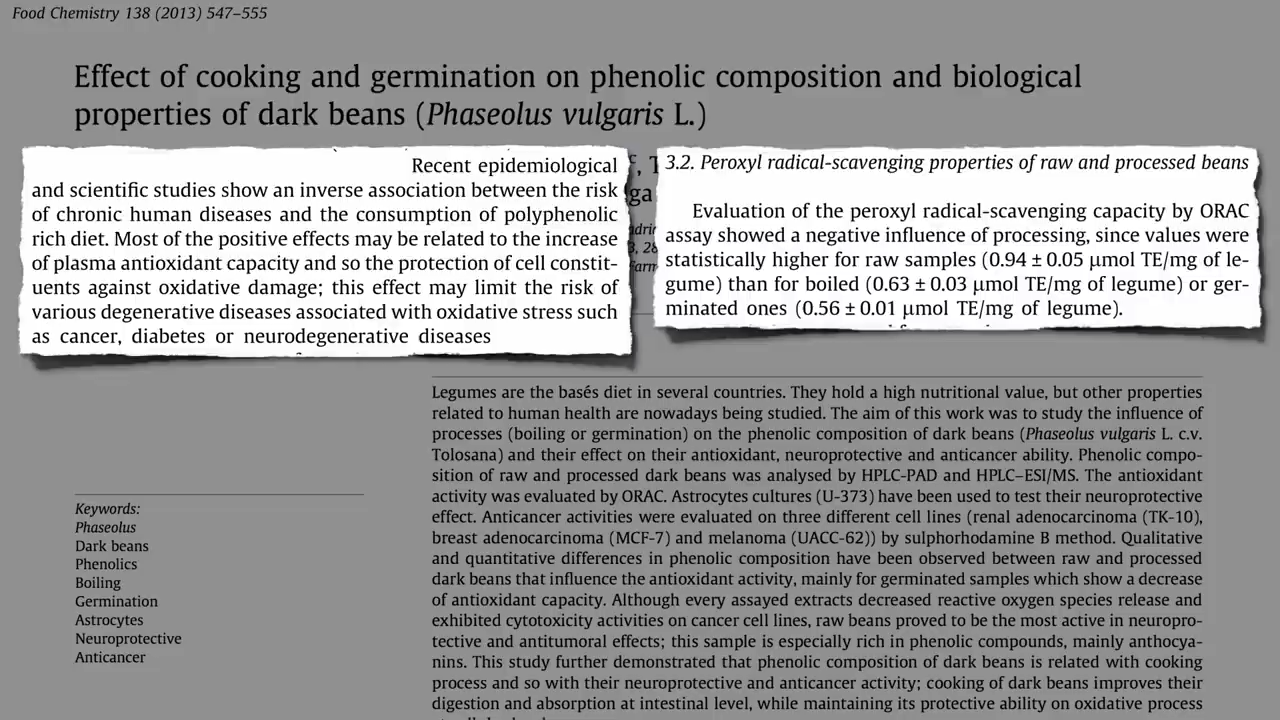 Food Chemistry 138 (2013) 547–555
Effect of cooking and germination on phenolic composition and biological
properties of dark beans (Phaseolus vulgaris L.)
Recent epidemiological
and scientific studies show an inverse association between the risk
of chronic human diseases and the consumption of polyphenolic
rich diet. Most of the positive effects may be related to the increase
of plasma antioxidant capacity and so the protection of cell constit-
uents against oxidative damage; this effect may limit the risk of
various degenerative diseases associated with oxidative stress such
as cancer, diabetes or neurodegenerative diseases
3.2. Peroxyl radical-scavenging properties of raw and processed beans
Evaluation of the peroxyl radical-scavenging capacity by ORAC
assay showed a negative influence of processing, since values were
statistically higher for raw samples (0.94 ± 0.05 μmol TE/mg of le-
gume) than for boiled (0.63 ± 0.03 μmol TE/mg of legume) or ger-
minated ones (0.56 ± 0.01 μmol TE/mg of legume).
Legumes are the basés diet in several countries. They hold a high nutritional value, but other properties
related to human health are nowadays being studied. The aim of this work was to study the influence of
processes (boiling or germination) on the phenolic composition of dark beans (Phaseolus vulgaris L. c.v.
Tolosana) and their effect on their antioxidant, neuroprotective and anticancer ability. Phenolic compo-
sition of raw and processed dark beans was analysed by HPLC-PAD and HPLC–ESI/MS. The antioxidant
activity was evaluated by ORAC. Astrocytes cultures (U-373) have been used to test their neuroprotective
effect. Anticancer activities were evaluated on three different cell lines (renal adenocarcinoma (TK-10),
breast adenocarcinoma (MCF-7) and melanoma (UACC-62)) by sulphorhodamine B method. Qualitative
and quantitative differences in phenolic composition have been observed between raw and processed
dark beans that influence the antioxidant activity, mainly for germinated samples which show a decrease
of antioxidant capacity. Although every assayed extracts decreased reactive oxygen species release and
exhibited cytotoxicity activities on cancer cell lines, raw beans proved to be the most active in neuropro-
tective and antitumoral effects; this sample is especially rich in phenolic compounds, mainly anthocya-
nins. This study further demonstrated that phenolic composition of dark beans is related with cooking
process and so with their neuroprotective and anticancer activity; cooking of dark beans improves their
digestion and absorption at intestinal level, while maintaining its protective ability on oxidative process
Keywords:
Phaseolus
Dark beans
Phenolics
Boiling
Germination
Astrocytes
Neuroprotective
Anticancer